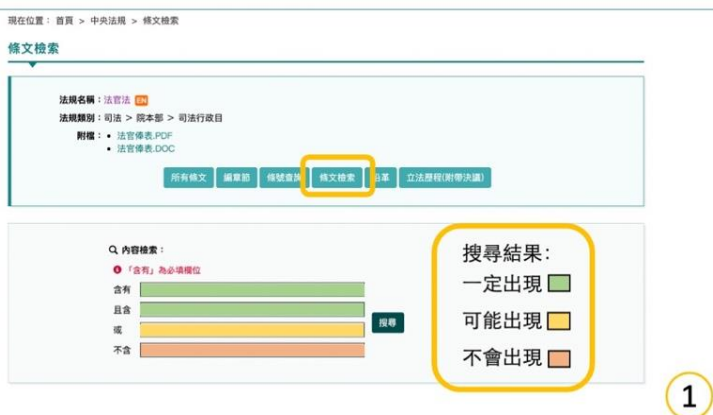 現在位置： 首頁 > 中央法規 > 條文檢索
條文檢索
法規名稱：法官法 EN
法規類別：司法 > 院本部 > 司法行政目
附檔： • 法官俸表.PDF
• 法官俸表.DOC
所有條文 編章節 條號查詢 條文檢索 沿革 立法歷程(附帶決議)
內容檢索：
「含有」為必填欄位
含有
且含
或
不含
搜尋
搜尋結果:
一定出現
可能出現
不會出現
1